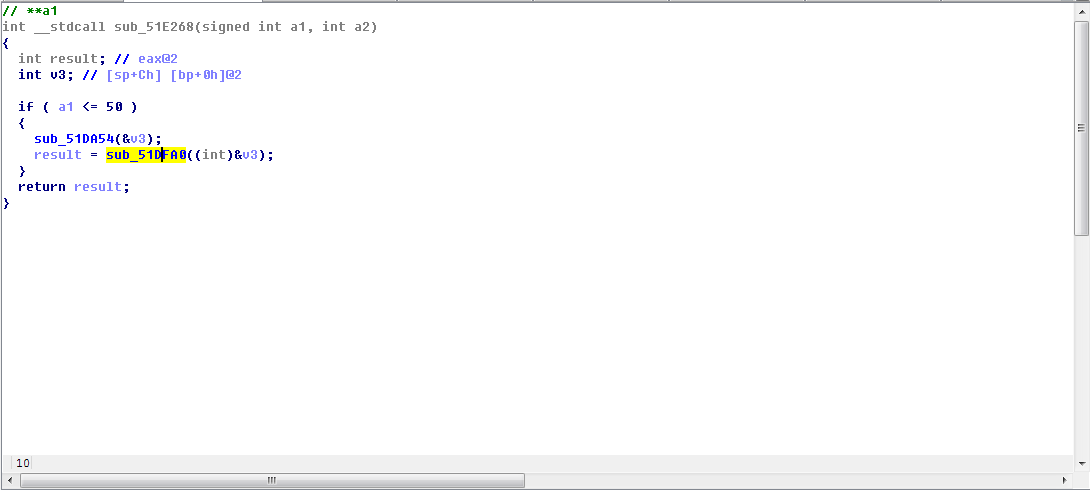 // **a1
int __stdcall sub_51E268(signed int a1, int a2)
{
  int result; // eax@2
  int v3; // [sp+Ch] [bp+0h]@2

  if ( a1 <= 50 )
  {
    sub_51DA54(&v3);
    result = sub_51DFA0((int)&v3);
  }
  return result;
}
10